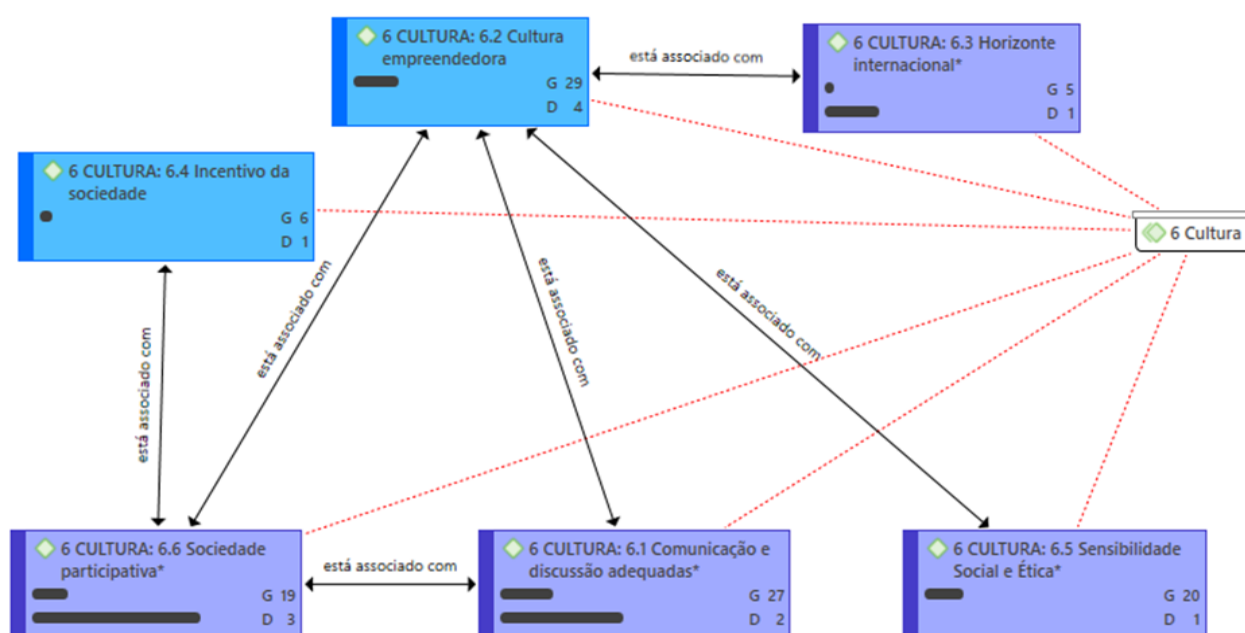 6 CULTURA: 6.2 Cultura
empreendedora
G 29
D 4
está associado com
6 CULTURA: 6.3 Horizonte
internacional*
G 5
D 1
6 CULTURA: 6.4 Incentivo da
sociedade
G 6
D 1
6 Cultura
está associado com
está associado com
está associado com
está associado com
6 CULTURA: 6.6 Sociedade
participativa*
G 19
D 3
está associado com
6 CULTURA: 6.1 Comunicação e
discussão adequadas*
G 27
D 2
6 CULTURA: 6.5 Sensibilidade
Social e Ética*
G 20
D 1